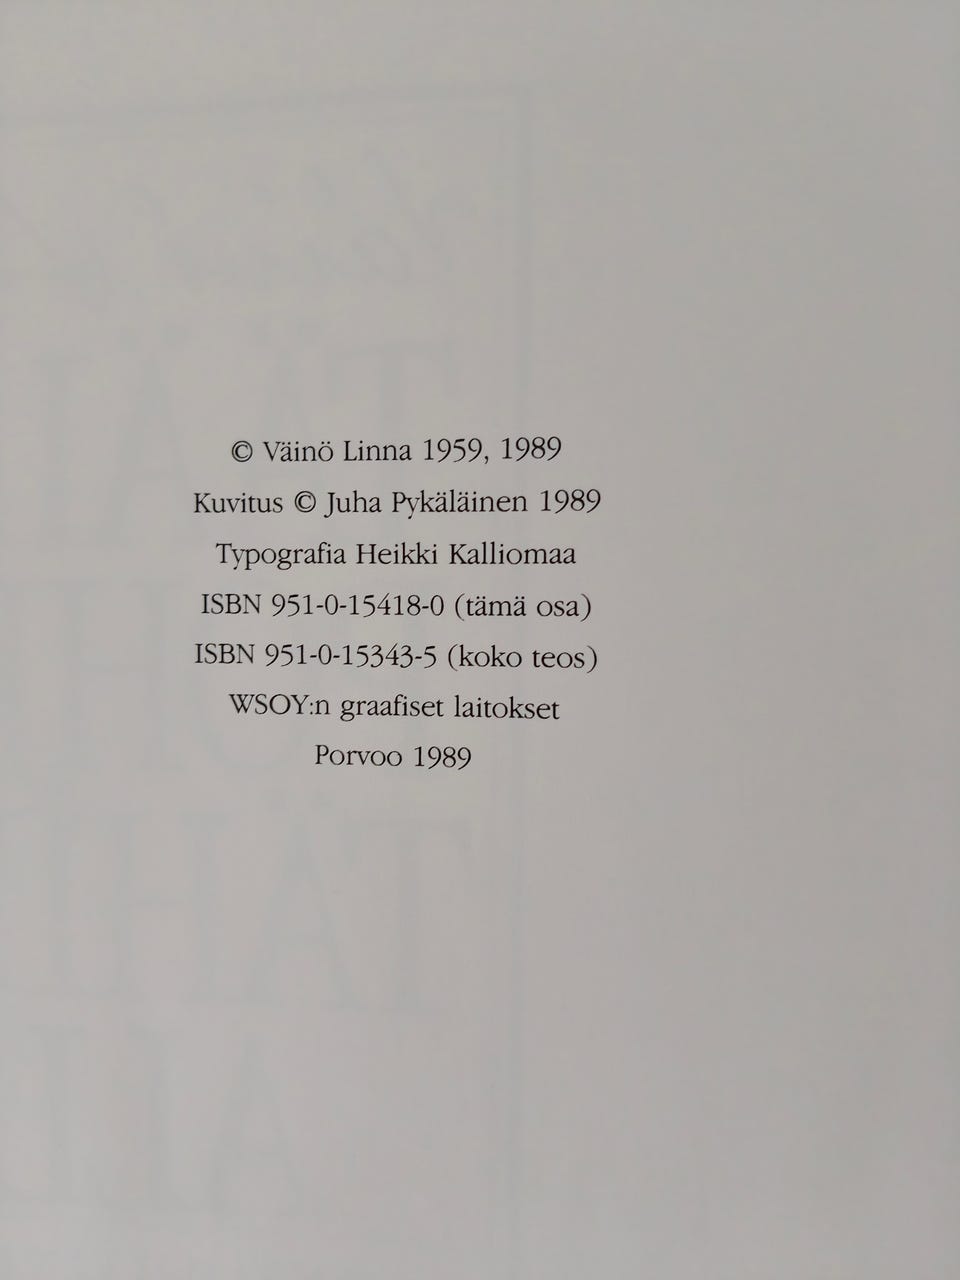 © Väinö Linna 1959, 1989
Kuvitus © Juha Pykäläinen 1989
Typografia Heikki Kalliomaa
ISBN 951-0-15418-0 (tämä osa)
ISBN 951-0-15343-5 (koko teos)
WSOY:n graafiset laitokset
Porvoo 1989